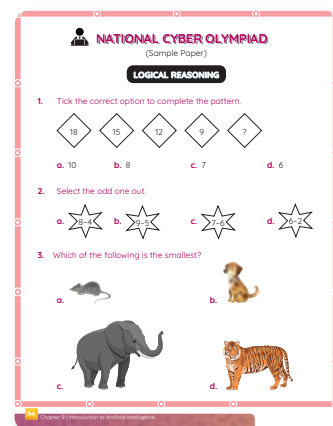 NATIONAL CYBER OLYMPIAD
(Sample Paper)
LOGICAL REASONING
1. Tick the correct option to complete the pattern.
18 15 12 9 ?
a. 10 b. 8 c. 7 d. 6
2. Select the odd one out.
a. 8–4 b. 9–5 c. 7–6 d. 6–2
3. Which of the following is the smallest?
a. b.
c. d.
94 Chapter 9 | Introduction to Artificial Intelligence